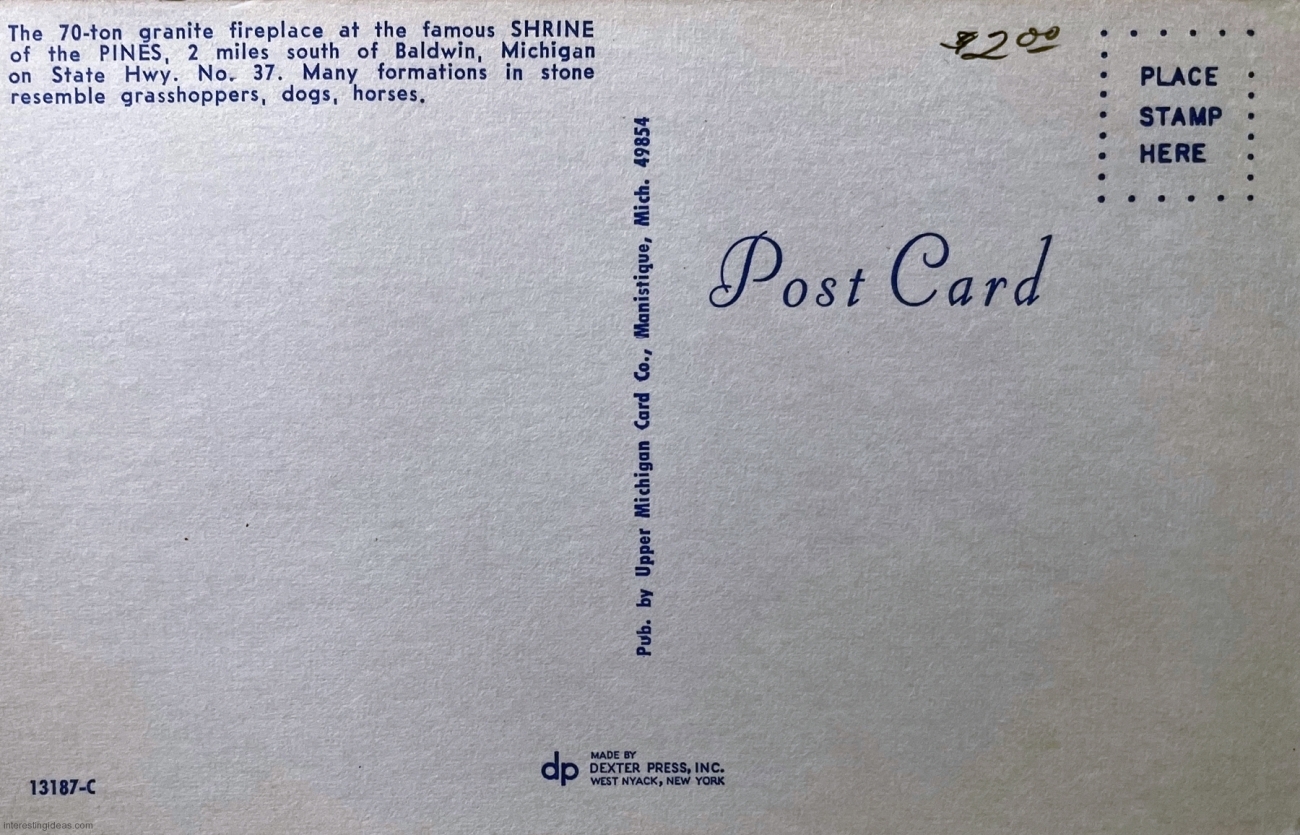 The 70-ton granite fireplace at the famous SHRINE
of the PINES, 2 miles south of Baldwin, Michigan
on State Hwy. No. 37. Many formations in stone
resemble grasshoppers, dogs, horses.
$2.00
PLACE
STAMP
HERE
Pub. by Upper Michigan Card Co., Manistique, Mich. 49854
Post Card
13187-C
dp
MADE BY
DEXTER PRESS, INC.
WEST NYACK, NEW YORK
interestingideas.com